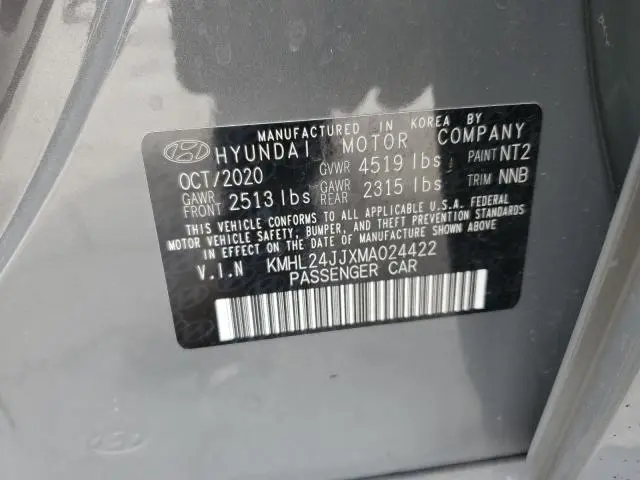 MANUFACTURED IN KOREA BY
HYUNDAI MOTOR COMPANY
OCT/2020 GVWR 4519 lbs PAINT NT2
GAWR FRONT 2513 lbs GAWR REAR 2315 lbs TRIM NNB
THIS VEHICLE CONFORMS TO ALL APPLICABLE U.S.A. FEDERAL
MOTOR VEHICLE SAFETY, BUMPER, AND THEFT PREVENTION STANDARDS
IN EFFECT ON THE DATE OF MANUFACTURE SHOWN ABOVE.
V.I.N KMHL24JJXMA024422
PASSENGER CAR